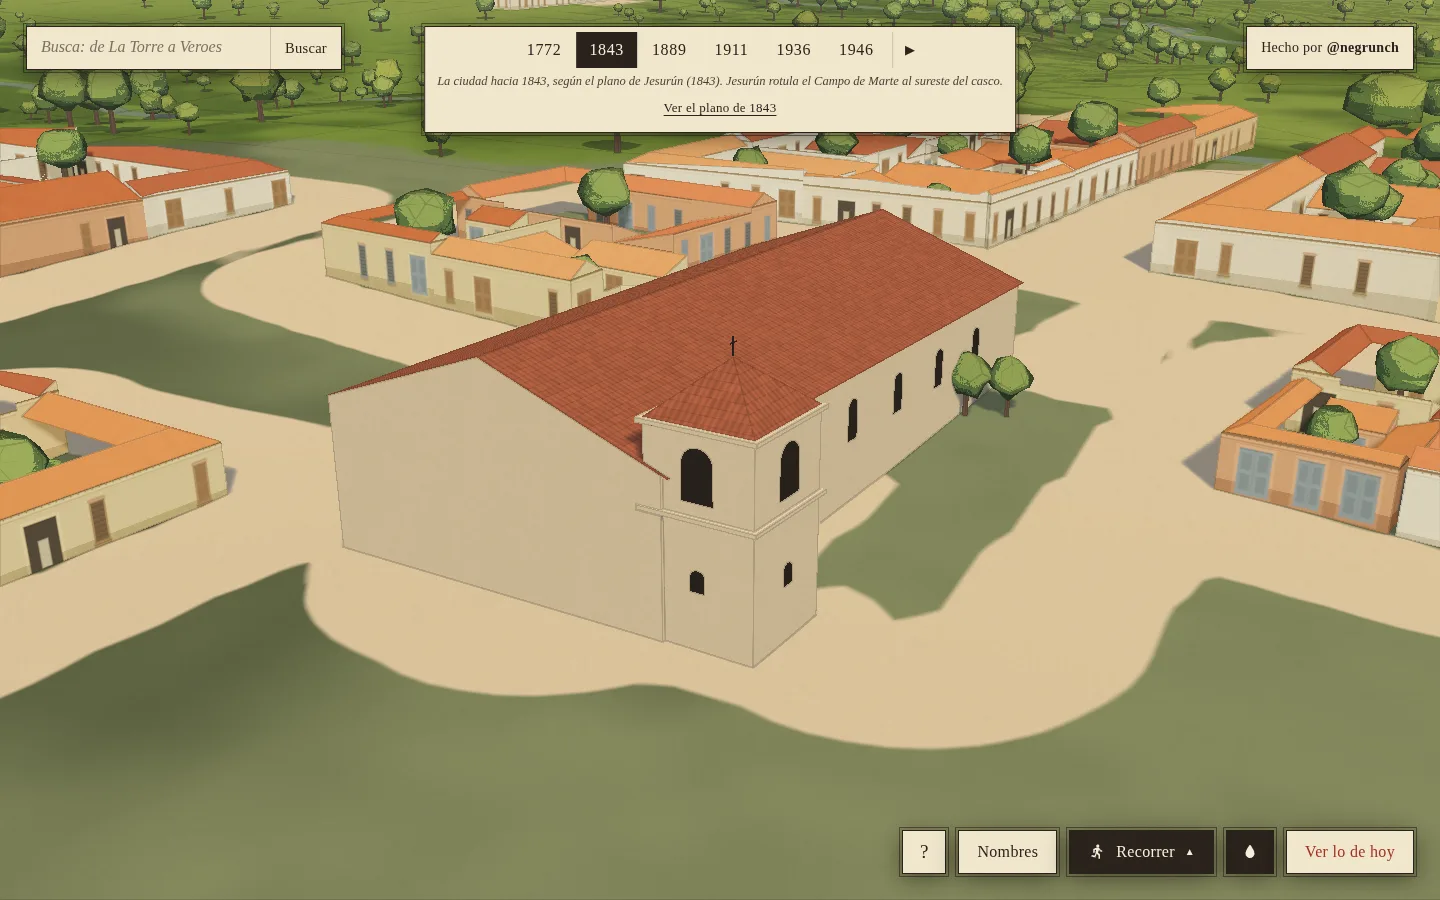 Busca: de La Torre a Veroes
Buscar
1772 1843 1889 1911 1936 1946
La ciudad hacia 1843, según el plano de Jesurún (1843). Jesurún rotula el Campo de Marte al sureste del casco.
Ver el plano de 1843
Hecho por @negrunch
?
Nombres
Recorrer
Ver lo de hoy